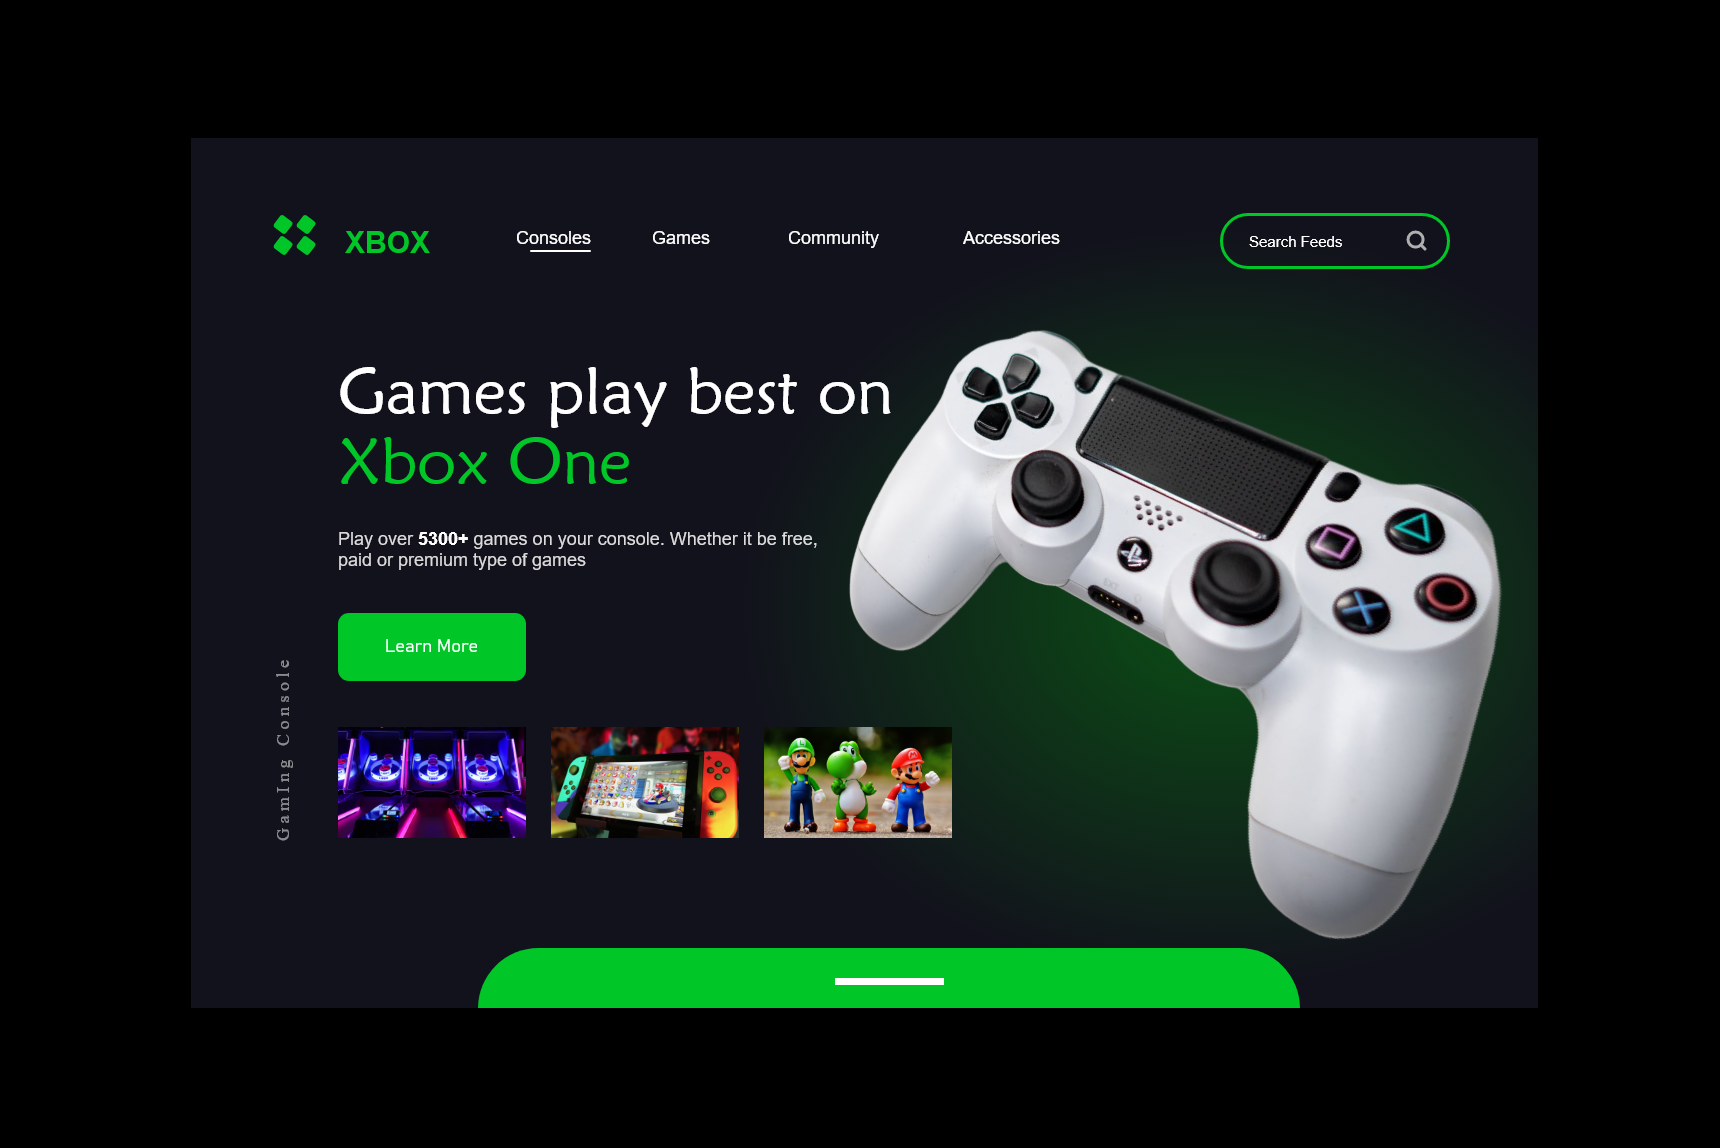 XBOX
Consoles
Games
Community
Accessories
Search Feeds
Games play best on
Xbox One
Play over 5300+ games on your console. Whether it be free,
paid or premium type of games
Learn More
GamIng Console